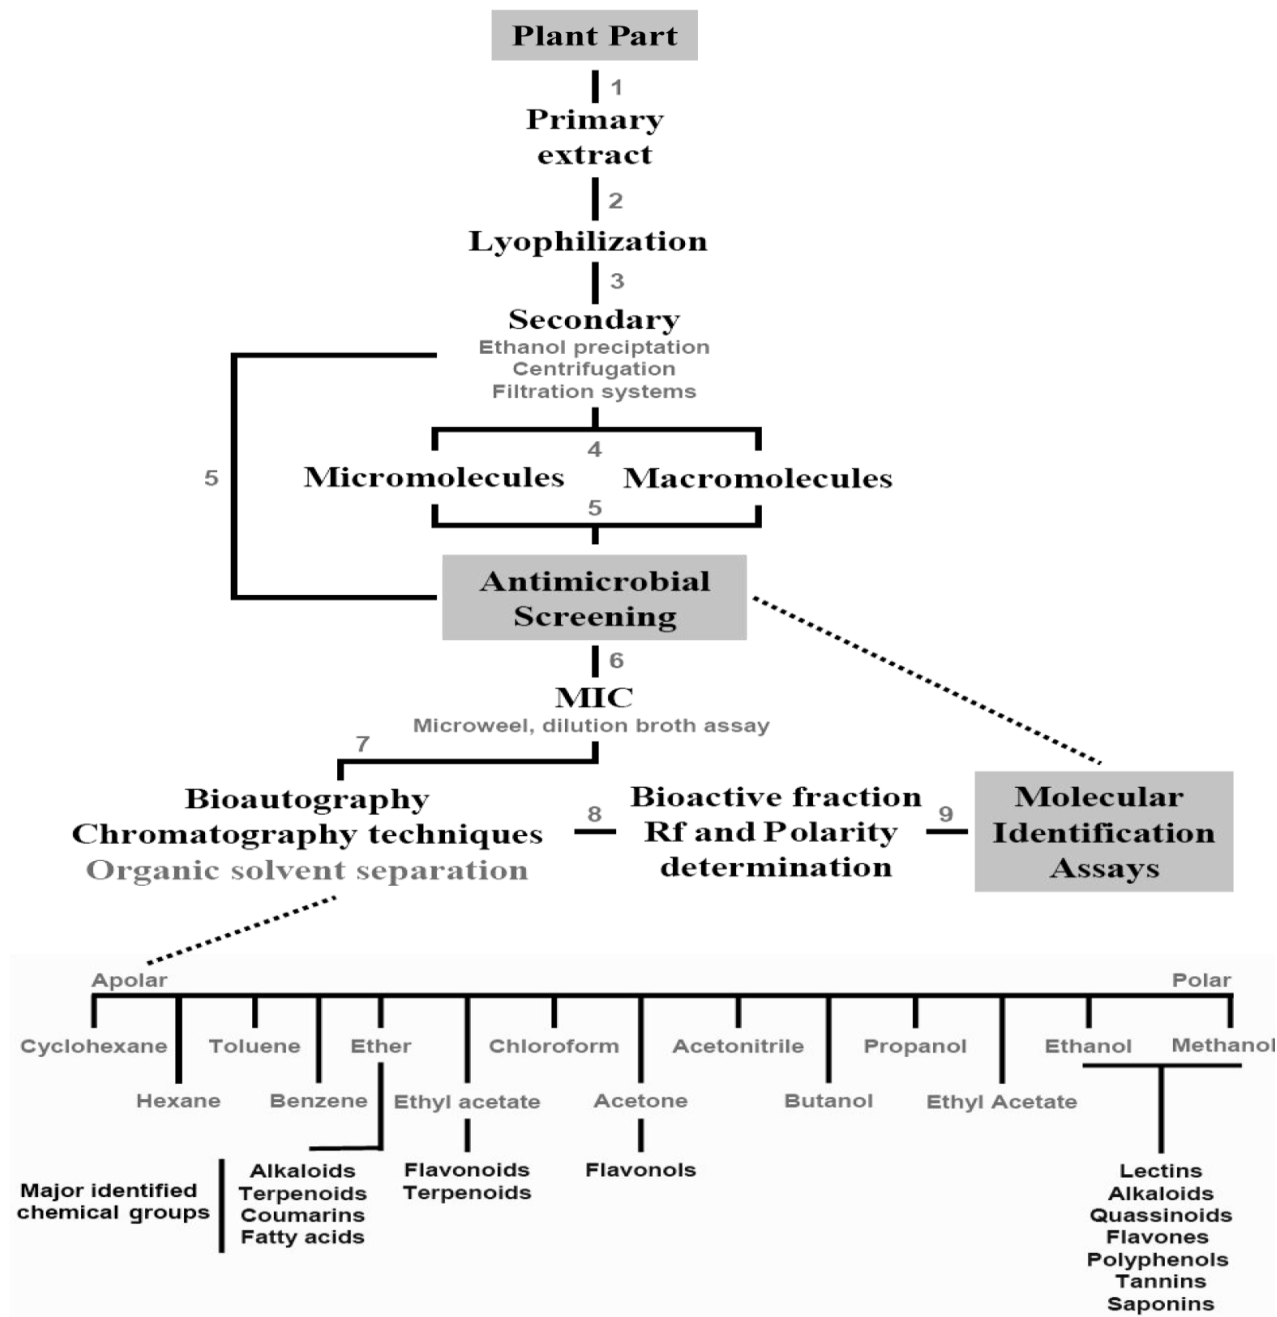 Plant Part
1
Primary
extract
2
Lyophilization
3
Secondary
Ethanol preciptation
Centrifugation
Filtration systems
4
5
Micromolecules
Macromolecules
5
Antimicrobial
Screening
6
MIC
Microweel, dilution broth assay
7
Bioautography
Chromatography techniques
Organic solvent separation
8
Bioactive fraction
Rf and Polarity
determination
9
Molecular
Identification
Assays
Apolar
Polar
Cyclohexane
Toluene
Ether
Chloroform
Acetonitrile
Propanol
Ethanol
Methanol
Hexane
Benzene
Ethyl acetate
Acetone
Butanol
Ethyl Acetate
Major identified
chemical groups
Alkaloids
Terpenoids
Coumarins
Fatty acids
Flavonoids
Terpenoids
Flavonols
Lectins
Alkaloids
Quassinoids
Flavones
Polyphenols
Tannins
Saponins